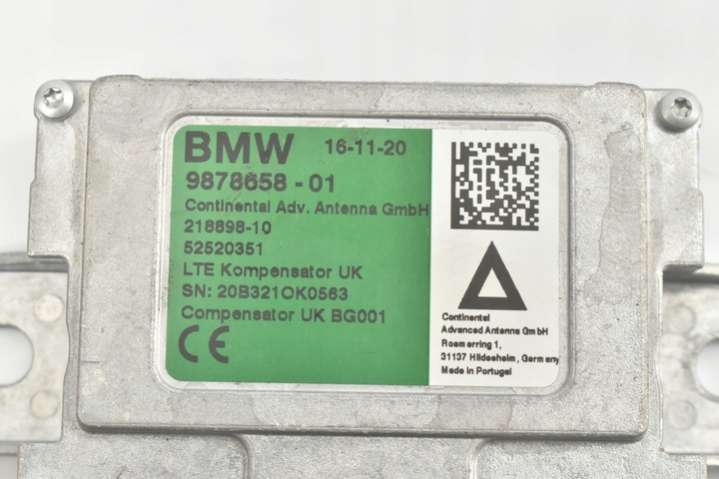 BMW 16-11-20
9878658-01
Continental Adv. Antenna GmbH
218898-10
52520351
LTE Kompensator UK
SN: 20B321OK0563
Compensator UK BG001
CE
Continental
Advanced Antenna GmbH
Roemerring 1,
31137 Hildesheim, Germany
Made in Portugal